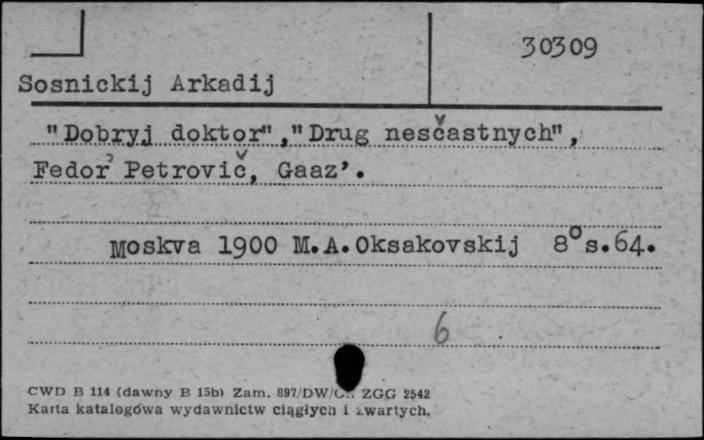 30309
Sosnickij Arkadij
"Dobryj doktor","Drug nesčastnych",
Fedor' Petrovič, Gaaz'.
Moskva 1900 M.A.Oksakovskij 8° s.64.
6
CWD B 114 (dawny B 15b) Zam. 897/DW/ ZGG 2542
Karta katalogowa wydawnictw ciągłych i zwartych.